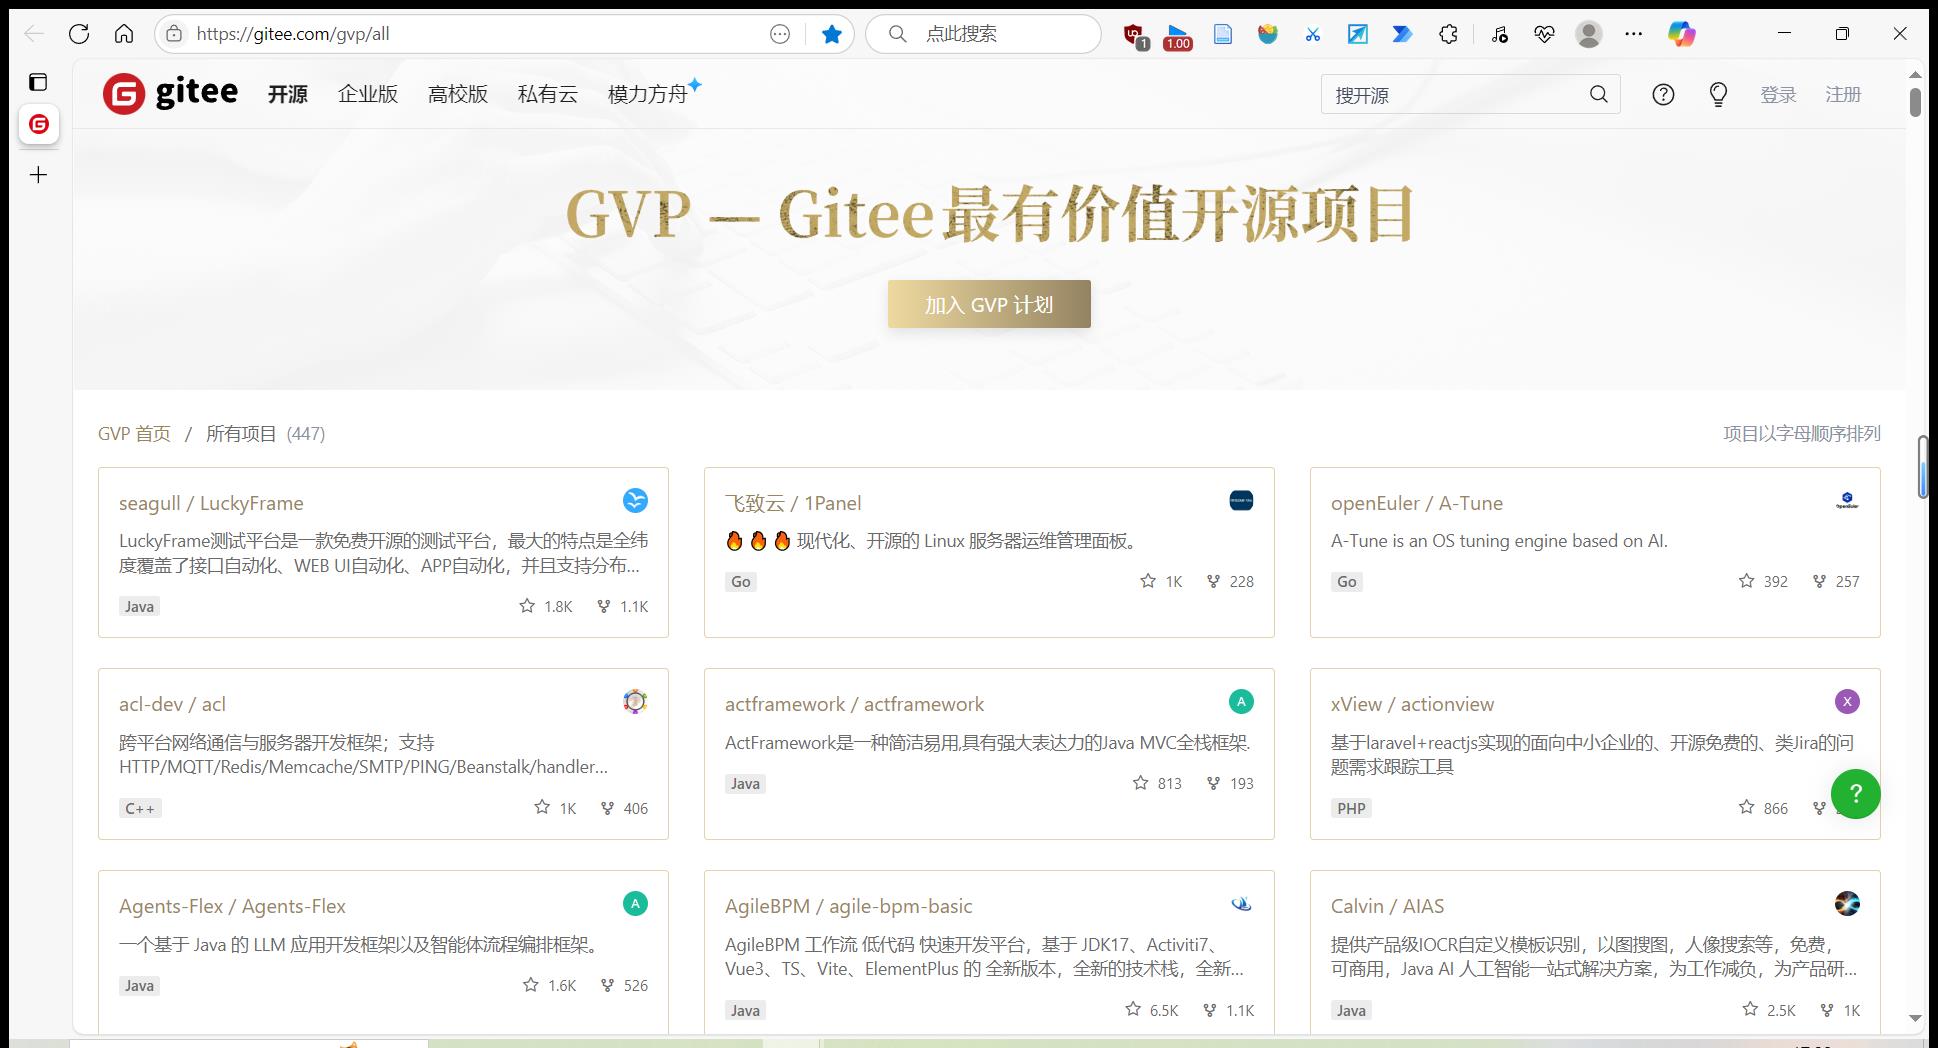 https://gitee.com/gvp/all
点此搜索
1
1.00
gitee
开源
企业版
高校版
私有云
模力方舟
搜开源
登录
注册
GVP — Gitee最有价值开源项目
加入 GVP 计划
GVP 首页 / 所有项目 (447)
项目以字母顺序排列
seagull / LuckyFrame
LuckyFrame测试平台是一款免费开源的测试平台，最大的特点是全纬
度覆盖了接口自动化、WEB UI自动化、APP自动化，并且支持分布...
Java
1.8K
1.1K
飞致云 / 1Panel
🔥 🔥 🔥 现代化、开源的 Linux 服务器运维管理面板。
Go
1K
228
openEuler / A-Tune
A-Tune is an OS tuning engine based on AI.
Go
392
257
acl-dev / acl
跨平台网络通信与服务器开发框架；支持
HTTP/MQTT/Redis/Memcache/SMTP/PING/Beanstalk/handler...
C++
1K
406
actframework / actframework
A
ActFramework是一种简洁易用,具有强大表达力的Java MVC全栈框架.
Java
813
193
xView / actionview
X
基于laravel+reactjs实现的面向中小企业的、开源免费的、类Jira的问
题需求跟踪工具
PHP
866
?
Agents-Flex / Agents-Flex
A
一个基于 Java 的 LLM 应用开发框架以及智能体流程编排框架。
Java
1.6K
526
AgileBPM / agile-bpm-basic
AgileBPM 工作流 低代码 快速开发平台，基于 JDK17、Activiti7、
Vue3、TS、Vite、ElementPlus 的 全新版本，全新的技术栈，全新...
Java
6.5K
1.1K
Calvin / AIAS
提供产品级IOCR自定义模板识别，以图搜图，人像搜索等，免费，
可商用，Java AI 人工智能一站式解决方案，为工作减负，为产品研...
Java
2.5K
1K